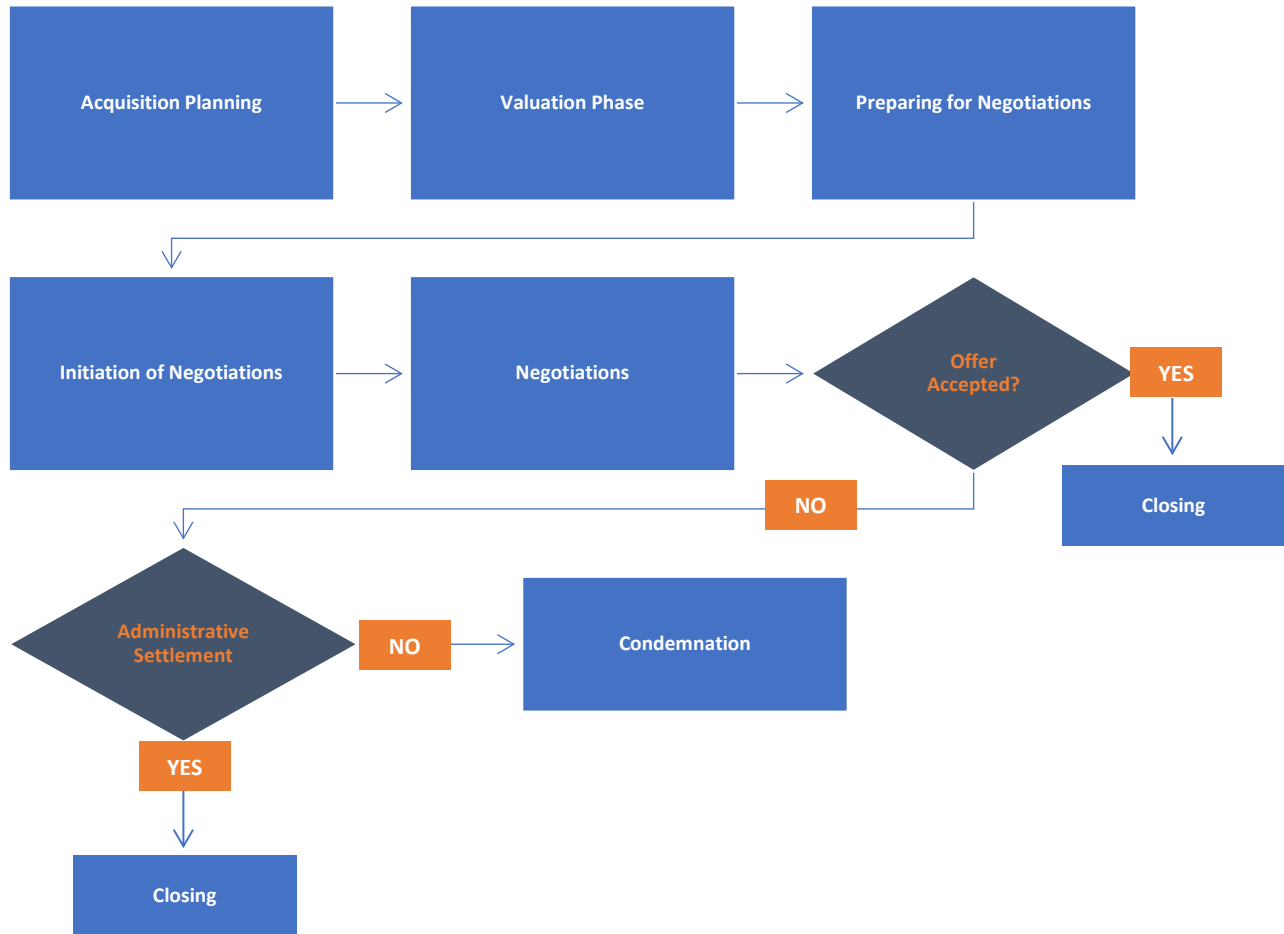 Acquisition Planning
Valuation Phase
Preparing for Negotiations
Initiation of Negotiations
Negotiations
Offer
Accepted?
YES
Closing
NO
Administrative
Settlement
NO
Condemnation
YES
Closing